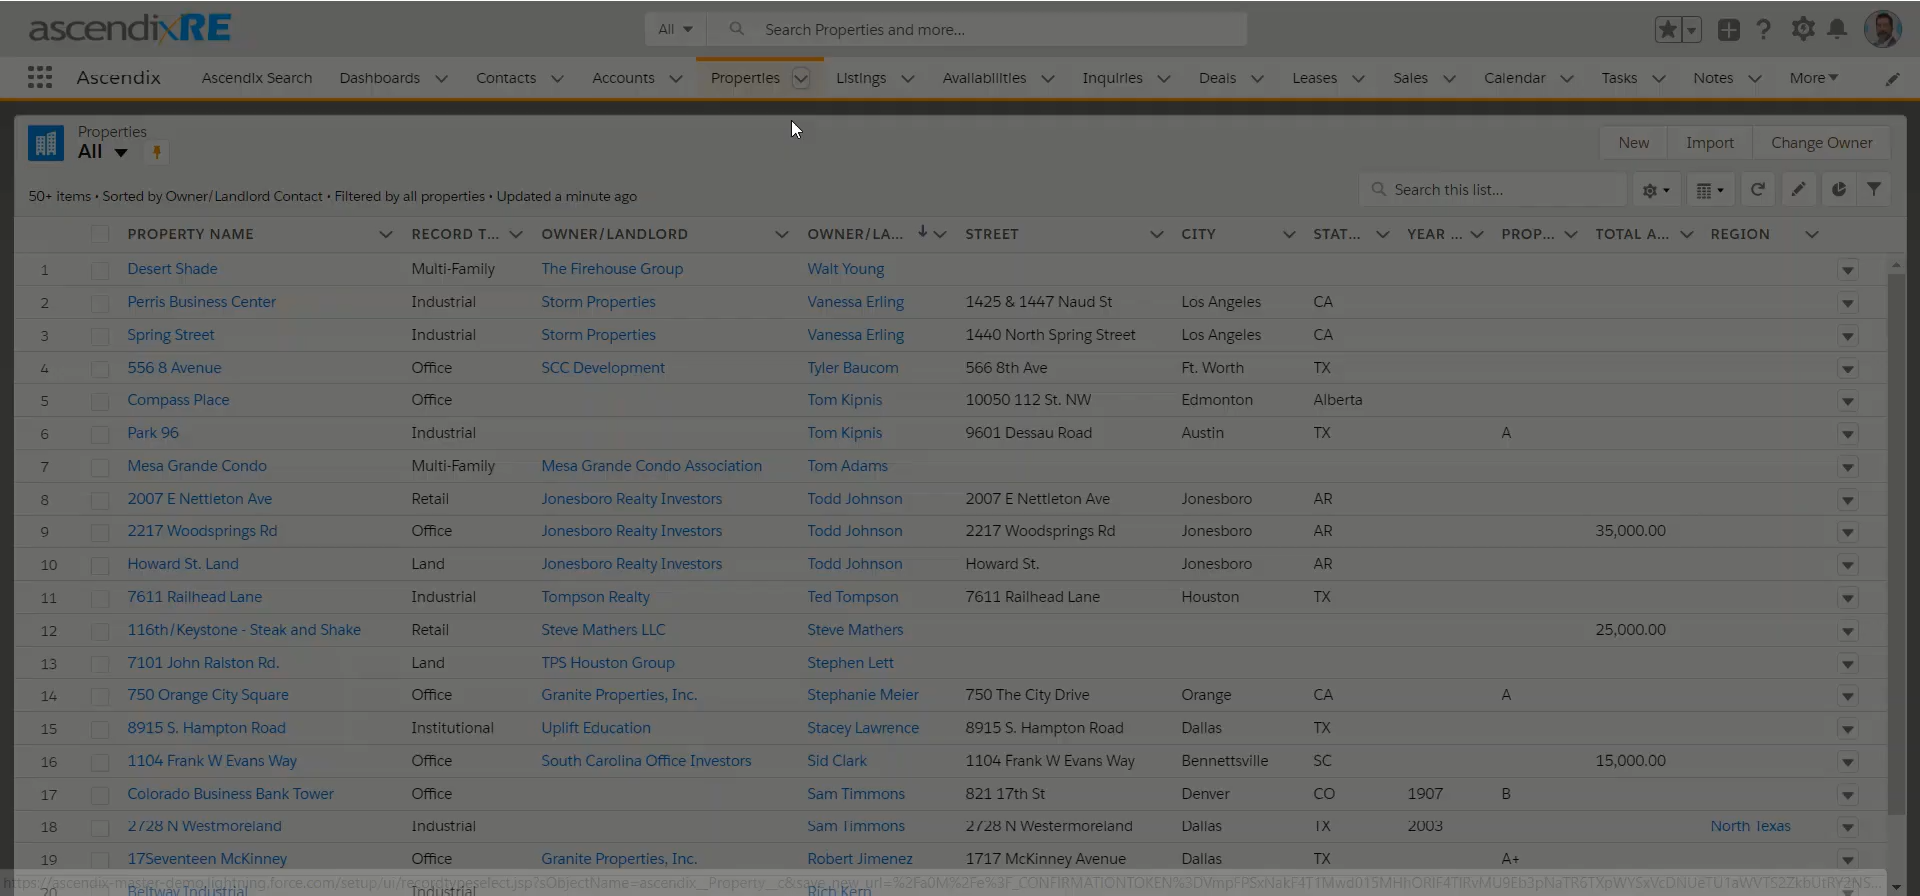 ascendixRE All Search Properties and more...
Ascendix Ascendix Search Dashboards Contacts Accounts Properties Listings Availabilities Inquiries Deals Leases Sales Calendar Tasks Notes More
Properties
All New Import Change Owner
50+ items • Sorted by Owner/Landlord Contact • Filtered by all properties • Updated a minute ago Search this list...
PROPERTY NAME RECORD T... OWNER/LANDLORD OWNER/LA... STREET CITY STAT... YEAR ... PROP... TOTAL A... REGION
1 Desert Shade Multi-Family The Firehouse Group Walt Young
2 Perris Business Center Industrial Storm Properties Vanessa Erling 1425 & 1447 Naud St Los Angeles CA
3 Spring Street Industrial Storm Properties Vanessa Erling 1440 North Spring Street Los Angeles CA
4 556 8 Avenue Office SCC Development Tyler Baucom 566 8th Ave Ft. Worth TX
5 Compass Place Office Tom Kipnis 10050 112 St. NW Edmonton Alberta
6 Park 96 Industrial Tom Kipnis 9601 Dessau Road Austin TX A
7 Mesa Grande Condo Multi-Family Mesa Grande Condo Association Tom Adams
8 2007 E Nettleton Ave Retail Jonesboro Realty Investors Todd Johnson 2007 E Nettleton Ave Jonesboro AR
9 2217 Woodsprings Rd Office Jonesboro Realty Investors Todd Johnson 2217 Woodsprings Rd Jonesboro AR 35,000.00
10 Howard St. Land Land Jonesboro Realty Investors Todd Johnson Howard St. Jonesboro AR
11 7611 Railhead Lane Industrial Tompson Realty Ted Tompson 7611 Railhead Lane Houston TX
12 116th/Keystone - Steak and Shake Retail Steve Mathers LLC Steve Mathers 25,000.00
13 7101 John Ralston Rd. Land TPS Houston Group Stephen Lett
14 750 Orange City Square Office Granite Properties, Inc. Stephanie Meier 750 The City Drive Orange CA A
15 8915 S. Hampton Road Institutional Uplift Education Stacey Lawrence 8915 S. Hampton Road Dallas TX
16 1104 Frank W Evans Way Office South Carolina Office Investors Sid Clark 1104 Frank W Evans Way Bennettsville SC 15,000.00
17 Colorado Business Bank Tower Office Sam Timmons 821 17th St Denver CO 1907 B
18 2728 N Westmoreland Industrial Sam Timmons 2728 N Westermoreland Dallas TX 2003 North Texas
19 17Seventeen McKinney Office Granite Properties, Inc. Robert Jimenez 1717 McKinney Avenue Dallas TX A+
20 Beltway Industrial Industrial Rich Kern